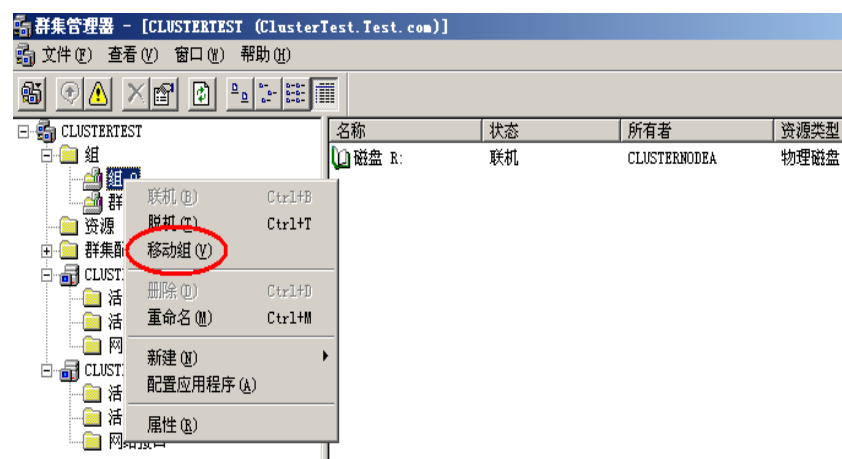 群集管理器 - [CLUSTERTEST (ClusterTest.Test.com)]
文件(F) 查看(V) 窗口(W) 帮助(H)
CLUSTERTEST
组
组
群
资源
群集配
CLUST
活
活
网
CLUST
活
活
网络接口
联机(B) Ctrl+B
脱机(T) Ctrl+T
移动组(V)
删除(D) Ctrl+D
重命名(M) Ctrl+M
新建(N)
配置应用程序(A)
属性(R)
名称 状态 所有者 资源类型
磁盘 R: 联机 CLUSTERNODEA 物理磁盘